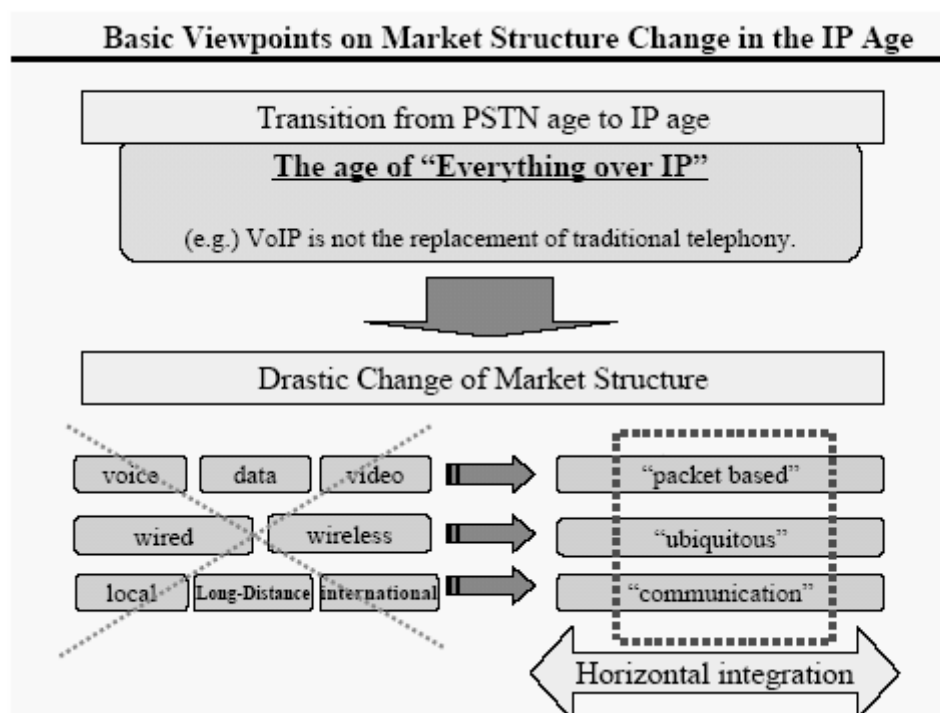 Basic Viewpoints on Market Structure Change in the IP Age
Transition from PSTN age to IP age
The age of “Everything over IP”
(e.g.) VoIP is not the replacement of traditional telephony.
Drastic Change of Market Structure
voice data video “packet based”
wired wireless “ubiquitous”
local Long-Distance international “communication”
Horizontal integration